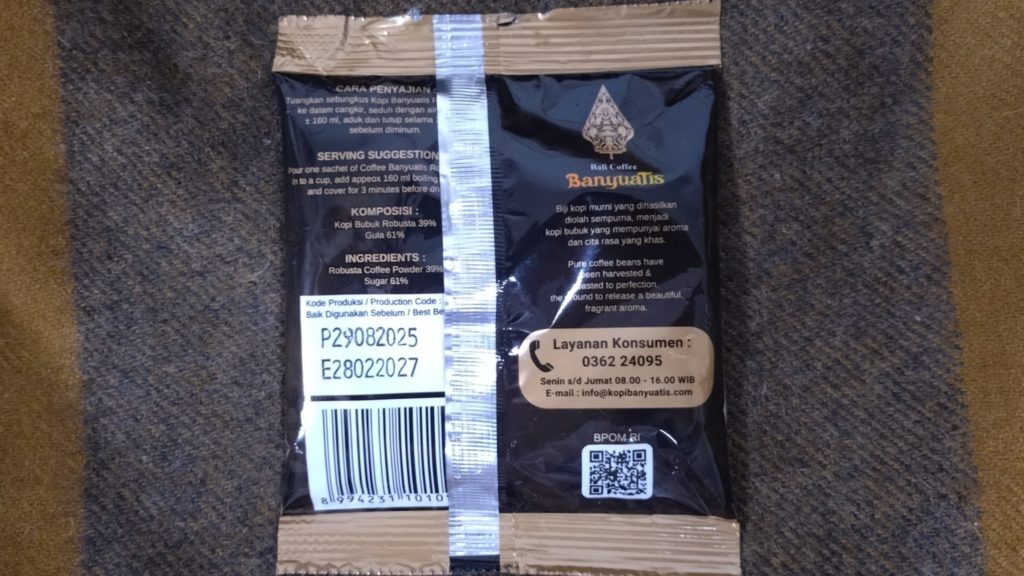 CARA PENYAJIAN
Tuangkan sebungkus Kopi Banyuatis
ke dalam cangkir, seduh dengan
± 160 ml, aduk dan tutup selama
sebelum diminum.
SERVING SUGGESTION
Pour one sachet of Coffee Banyuatis
in to a cup, add appeox 160 ml boiling
and cover for 3 minutes before
KOMPOSISI :
Kopi Bubuk Robusta 39%
Gula 61%
INGREDIENTS :
Robusta Coffee Powder 39%
Sugar 61%
Kode Produksi / Production Code :
Baik Digunakan Sebelum / Best
P29082025
E28022027
8 994231 1010
Bali Coffee
Banyuatis
Biji kopi murni yang dihasilkan
diolah sempurna, menjadi
kopi bubuk yang mempunyai aroma
dan cita rasa yang khas.
Pure coffee beans have
been harvested &
roasted to perfection,
the ground to release a beautiful,
fragrant aroma.
Layanan Konsumen :
0362 24095
Senin s/d Jumat 08.00 - 16.00 WIB
E-mail : info@kopibanyuatis.com
BPOM RI